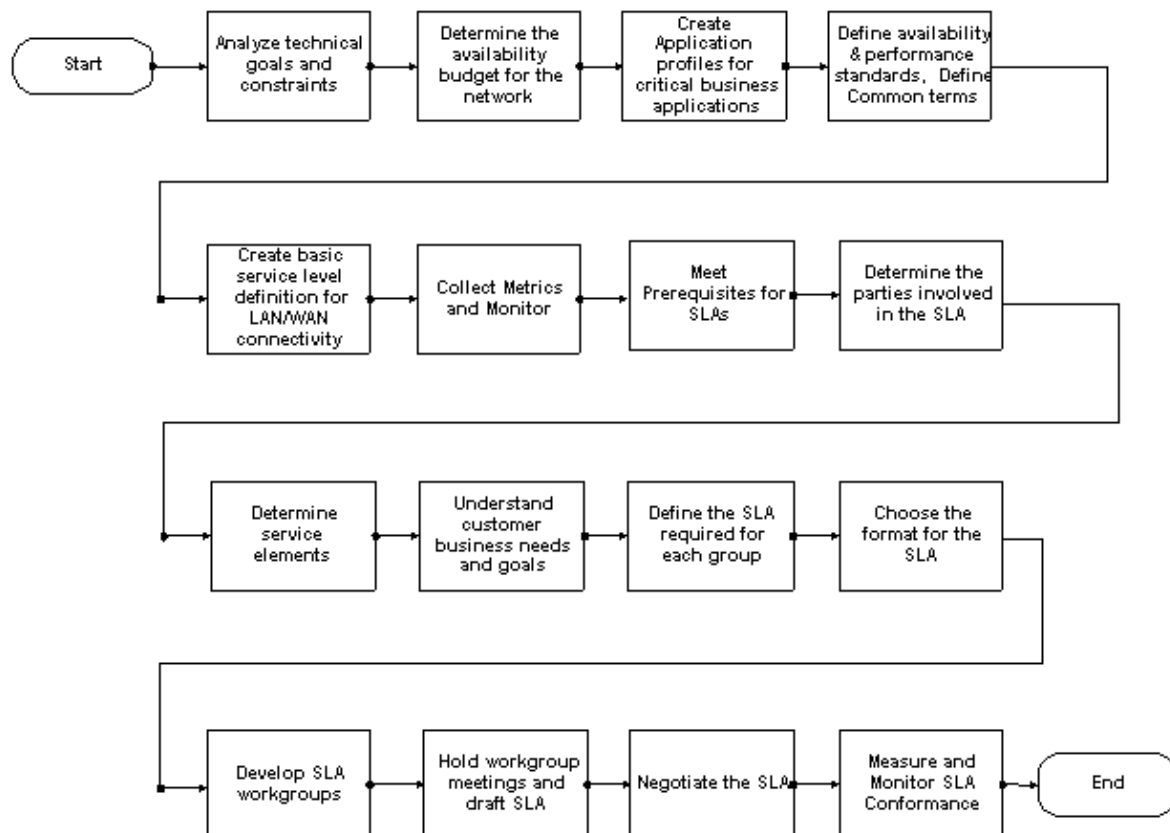 Start
Analyze technical
goals and
constraints
Determine the
availability
budget for the
network
Create
Application
profiles for
critical business
applications
Define availability
& performance
standards, Define
Common terms
Create basic
service level
definition for
LAN/WAN
connectivity
Collect Metrics
and Monitor
Meet
Prerequisites for
SLAs
Determine the
parties involved
in the SLA
Determine
service
elements
Understand
customer
business needs
and goals
Define the SLA
required for
each group
Choose the
format for the
SLA
Develop SLA
workgroups
Hold workgroup
meetings and
draft SLA
Negotiate the SLA
Measure and
Monitor SLA
Conformance
End